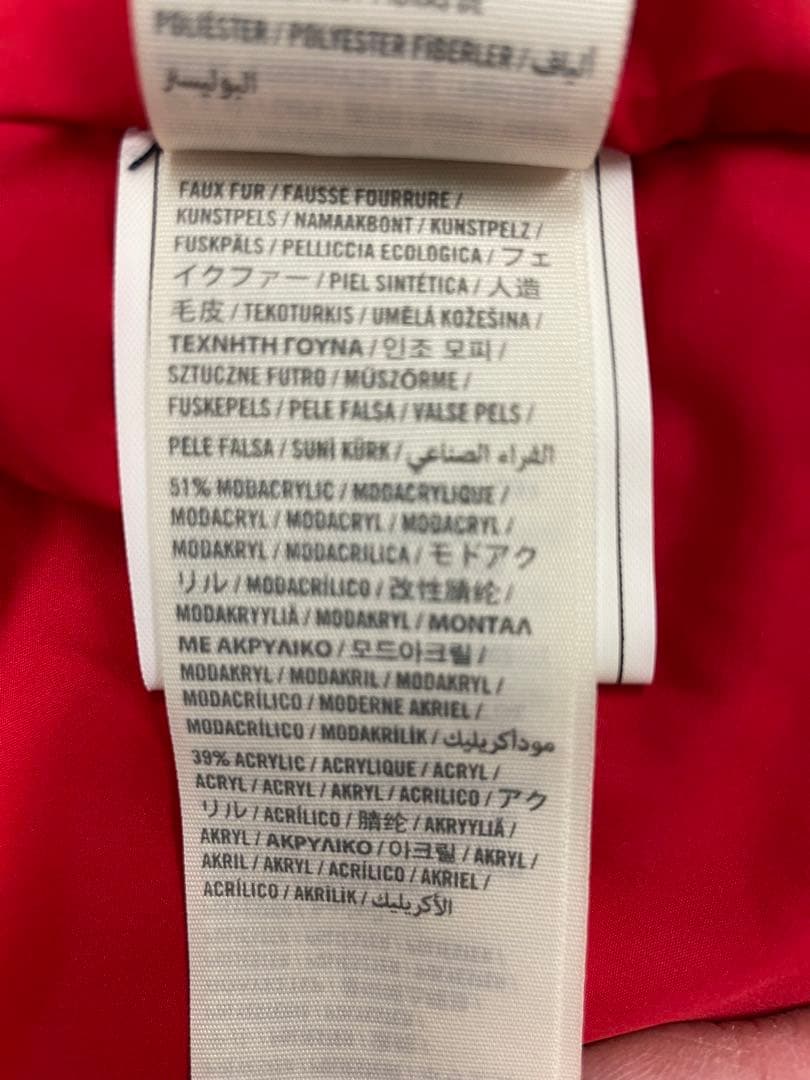 POLIÉSTER / POLYESTER FIBERLER / ألياف
البوليستر
FAUX FUR / FAUSSE FOURRURE /
KUNSTPELS / NAMAAKBONT / KUNSTPELZ /
FUSKPÄLS / PELLICCIA ECOLOGICA / フェ
イクファー / PIEL SINTÉTICA / 人造
毛皮 / TEKOTURKIS / UMĚLÁ KOŽEŠINA /
ΤΕΧΝΗΤΗ ΓΟΥΝΑ / 인조 모피 /
SZTUCZNE FUTRO / MŰSZŐRME /
FUSKEPELS / PELE FALSA / VALSE PELS /
PELE FALSA / SUNİ KÜRK / الفراء الصناعي
51% MODACRYLIC / MODACRYLIQUE /
MODACRYL / MODACRYL / MODACRYL /
MODAKRYL / MODACRILICA / モドアク
リル / MODACRÍLICO / 改性腈纶 /
MODAKRYYLIÄ / MODAKRYL / ΜΟΝΤΑΛ
ΜΕ ΑΚΡΥΛΙΚΟ / 모드아크릴 /
MODAKRYL / MODAKRIL / MODAKRYL /
MODACRÍLICO / MODERNE AKRIEL /
MODACRÍLICO / MODAKRİLİK / موداكريليك
39% ACRYLIC / ACRYLIQUE / ACRYL /
ACRYL / ACRYL / AKRYL / ACRILICO / アク
リル / ACRÍLICO / 腈纶 / AKRYYLIÄ /
AKRYL / ΑΚΡΥΛΙΚΟ / 아크릴 / AKRYL /
AKRIL / AKRYL / ACRÍLICO / AKRIEL /
ACRÍLICO / AKRİLİK / الأكريليك